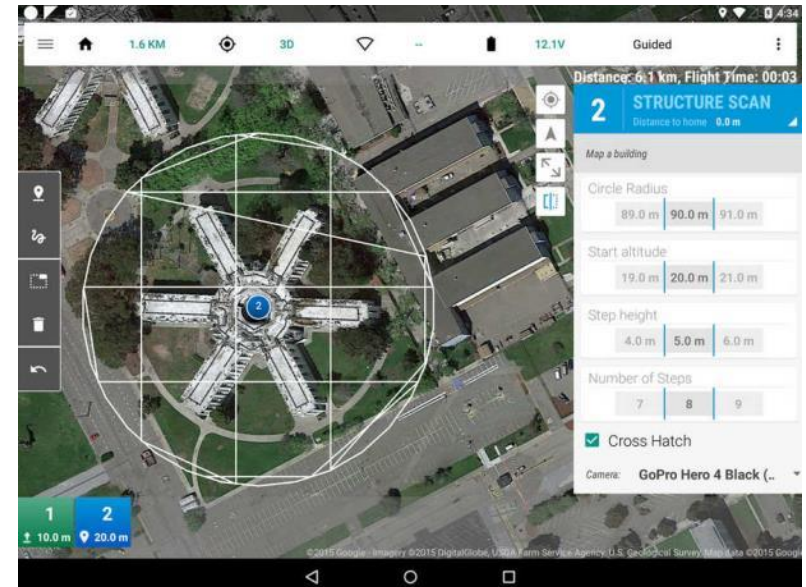 4:34
1.6 KM
3D
--
12.1V
Guided
Distance: 6.1 km, Flight Time: 00:03
2
STRUCTURE SCAN
Distance to home 0.0 m
Map a building
Circle Radius
89.0 m 90.0 m 91.0 m
Start altitude
19.0 m 20.0 m 21.0 m
Step height
4.0 m 5.0 m 6.0 m
Number of Steps
7 8 9
Cross Hatch
Camera: GoPro Hero 4 Black (..
2
1 2
10.0 m 20.0 m
©2015 Google - Imagery ©2015 DigitalGlobe, USDA Farm Service Agency, U.S. Geological Survey, Map data ©2015 Google